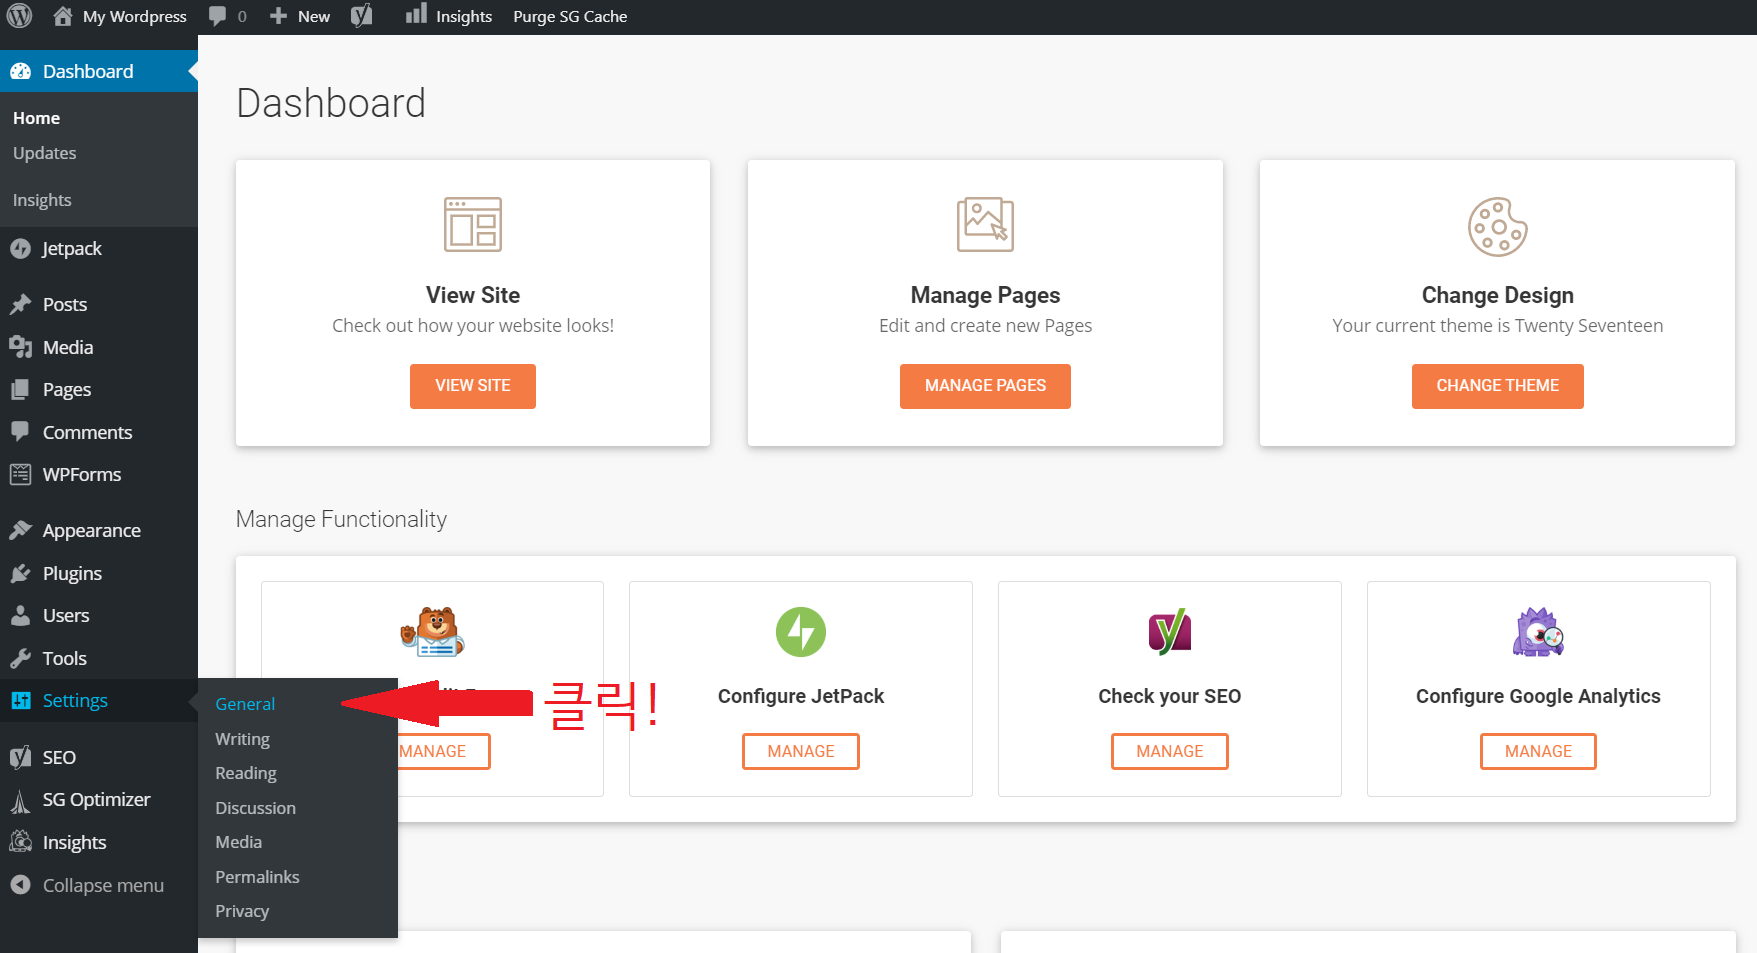 My Wordpress 0 New Insights Purge SG Cache
Dashboard
Home
Updates
Insights
Jetpack
Posts
Media
Pages
Comments
WPForms
Appearance
Plugins
Users
Tools
Settings
SEO
SG Optimizer
Insights
Collapse menu
General
Writing
Reading
Discussion
Media
Permalinks
Privacy
클릭!
Dashboard
View Site
Check out how your website looks!
VIEW SITE
Manage Pages
Edit and create new Pages
MANAGE PAGES
Change Design
Your current theme is Twenty Seventeen
CHANGE THEME
Manage Functionality
MANAGE
Configure JetPack
MANAGE
Check your SEO
MANAGE
Configure Google Analytics
MANAGE